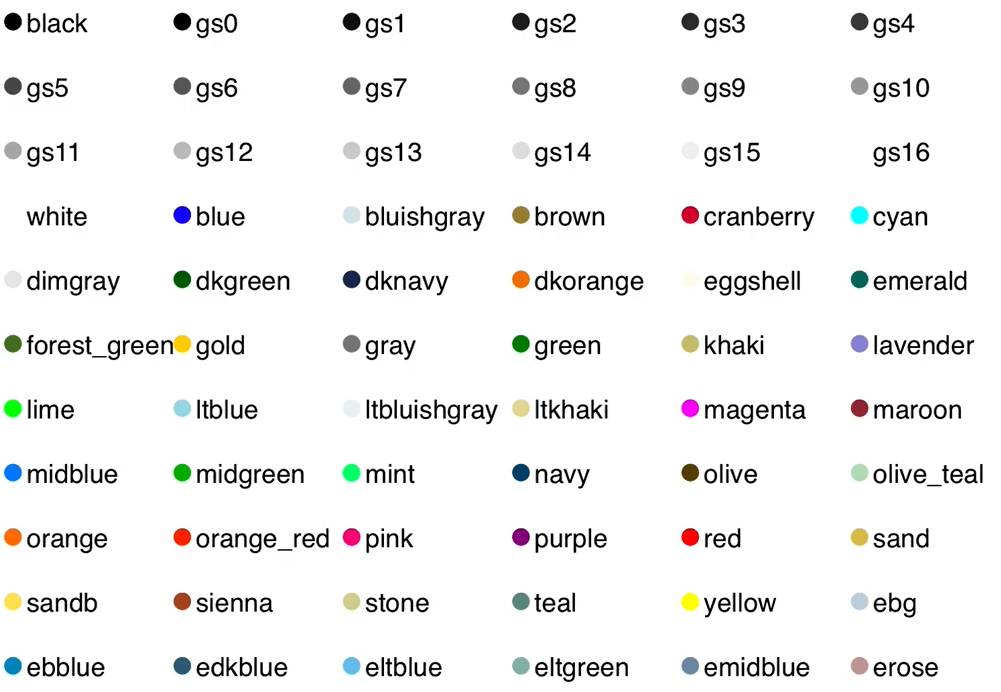 black gs0 gs1 gs2 gs3 gs4
gs5 gs6 gs7 gs8 gs9 gs10
gs11 gs12 gs13 gs14 gs15 gs16
white blue bluishgray brown cranberry cyan
dimgray dkgreen dknavy dkorange eggshell emerald
forest_green gold gray green khaki lavender
lime ltblue ltbluishgray ltkhaki magenta maroon
midblue midgreen mint navy olive olive_teal
orange orange_red pink purple red sand
sandb sienna stone teal yellow ebg
ebblue edkblue eltblue eltgreen emidblue erose